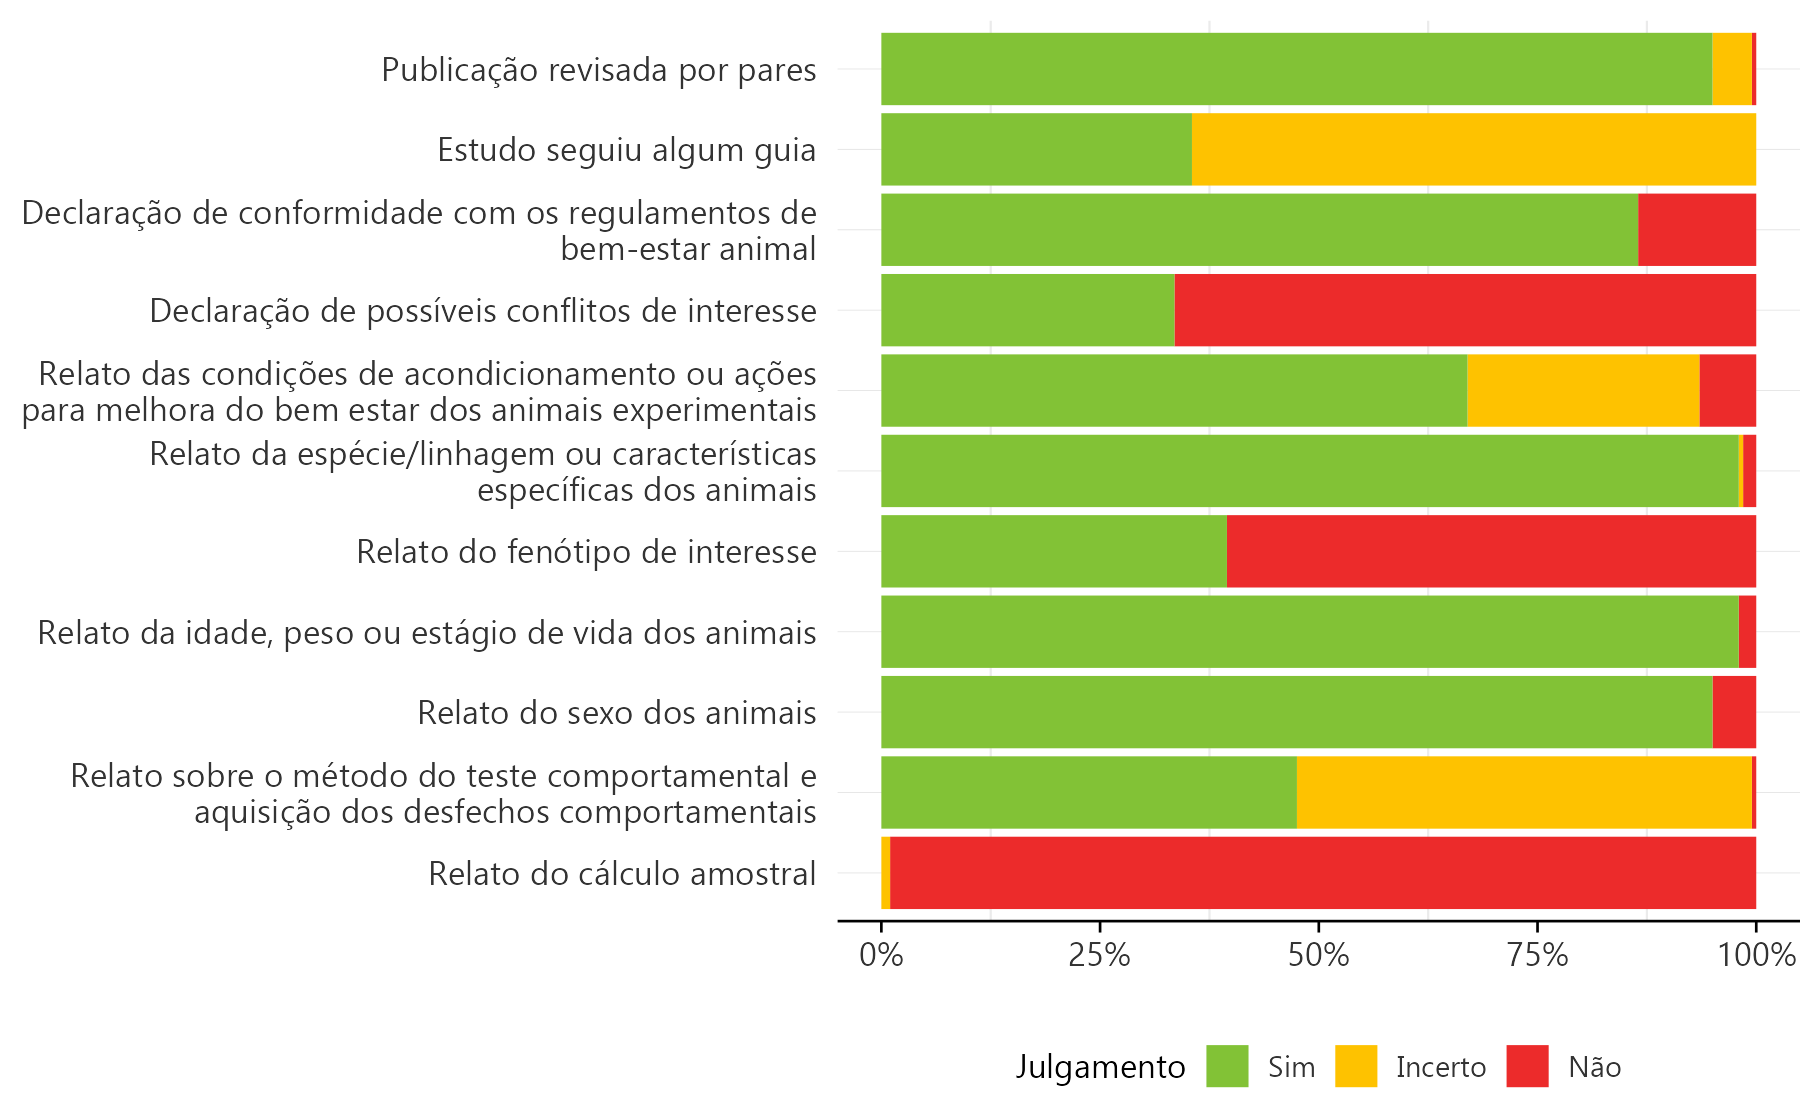 Publicação revisada por pares
Estudo seguiu algum guia
Declaração de conformidade com os regulamentos de
bem-estar animal
Declaração de possíveis conflitos de interesse
Relato das condições de acondicionamento ou ações
para melhora do bem estar dos animais experimentais
Relato da espécie/linhagem ou características
específicas dos animais
Relato do fenótipo de interesse
Relato da idade, peso ou estágio de vida dos animais
Relato do sexo dos animais
Relato sobre o método do teste comportamental e
aquisição dos desfechos comportamentais
Relato do cálculo amostral
0% 25% 50% 75% 100%
Julgamento Sim Incerto Não